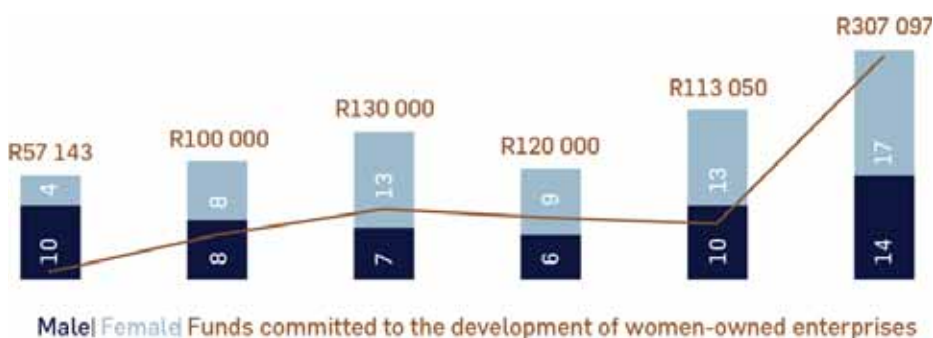 R307 097
R113 050
R130 000
R100 000
R120 000
R57 143
4
8
13
9
13
17
10
8
7
6
10
14
Male| Female| Funds committed to the development of women-owned enterprises